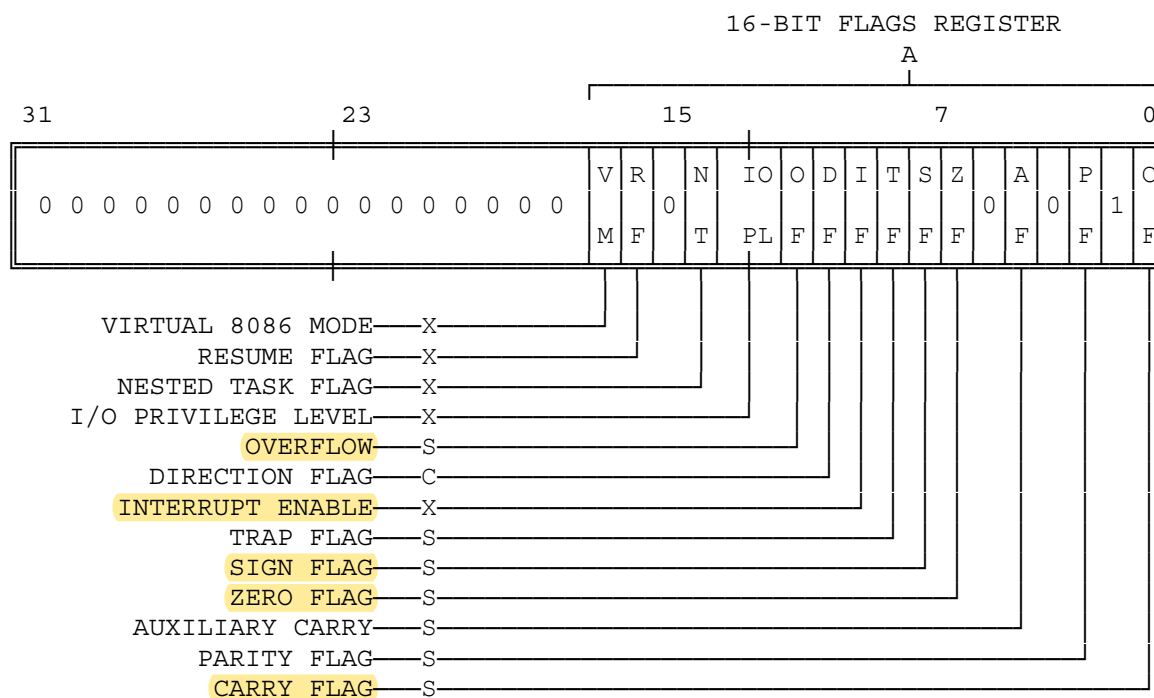 16-BIT FLAGS REGISTER
A
31 23 15 7 0
V R N IO O D I T S Z A P C
0 0 0 0 0 0 0 0 0 0 0 0 0 0 0 0 0 0 0 0 1
M F T PL F F F F F F F F F
VIRTUAL 8086 MODE X
RESUME FLAG X
NESTED TASK FLAG X
I/O PRIVILEGE LEVEL X
OVERFLOW S
DIRECTION FLAG C
INTERRUPT ENABLE X
TRAP FLAG S
SIGN FLAG S
ZERO FLAG S
AUXILIARY CARRY S
PARITY FLAG S
CARRY FLAG S